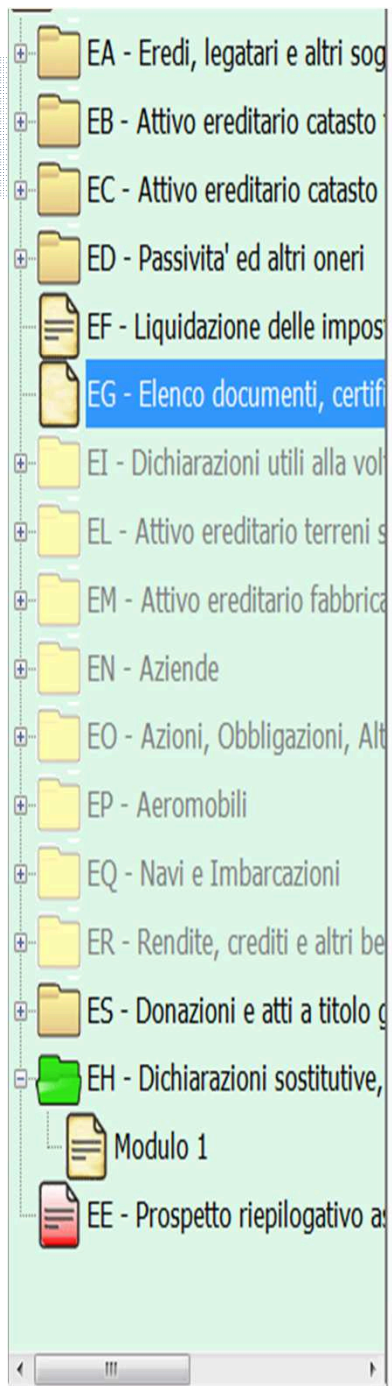 EA - Eredi, legatari e altri sog
EB - Attivo ereditario catasto
EC - Attivo ereditario catasto
ED - Passivita' ed altri oneri
EF - Liquidazione delle impos
EG - Elenco documenti, certifi
EI - Dichiarazioni utili alla vol
EL - Attivo ereditario terreni s
EM - Attivo ereditario fabbrica
EN - Aziende
EO - Azioni, Obbligazioni, Alt
EP - Aeromobili
EQ - Navi e Imbarcazioni
ER - Rendite, crediti e altri be
ES - Donazioni e atti a titolo g
EH - Dichiarazioni sostitutive,
Modulo 1
EE - Prospetto riepilogativo as